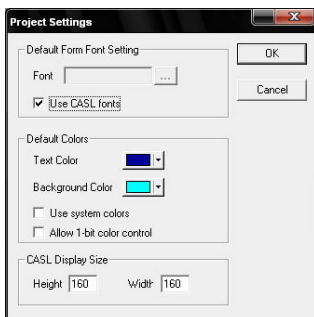 Project Settings
Default Form Font Setting
OK
Font ...
Cancel
Use CASL fonts
Default Colors
Text Color
Background Color
Use system colors
Allow 1-bit color control
CASL Display Size
Height 160 Width 160